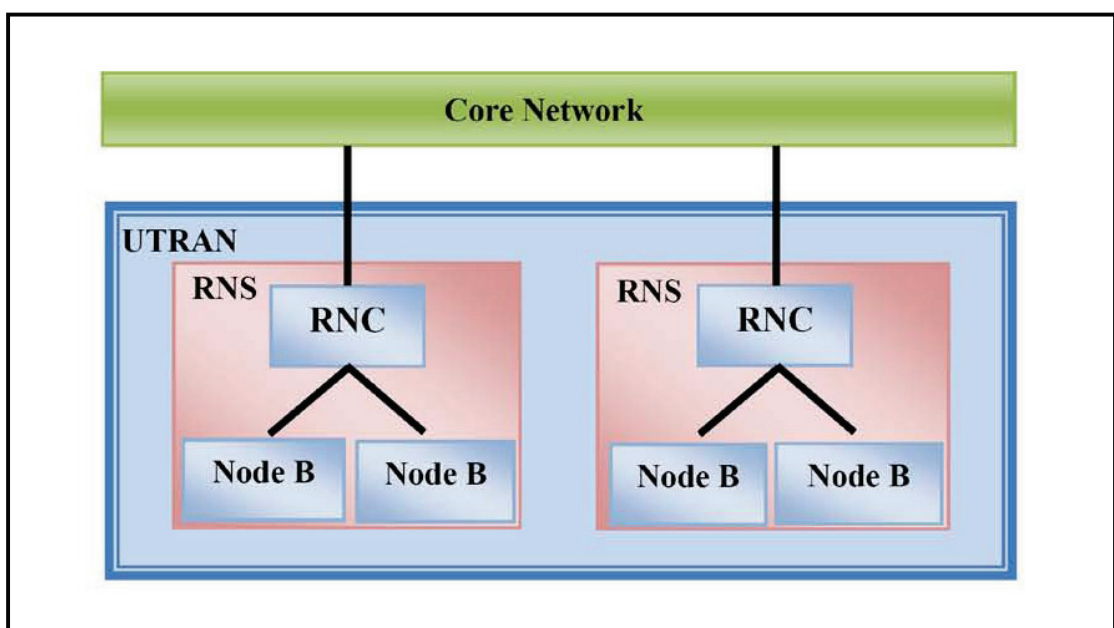 Core Network
UTRAN
RNS
RNS
RNC
RNC
Node B
Node B
Node B
Node B